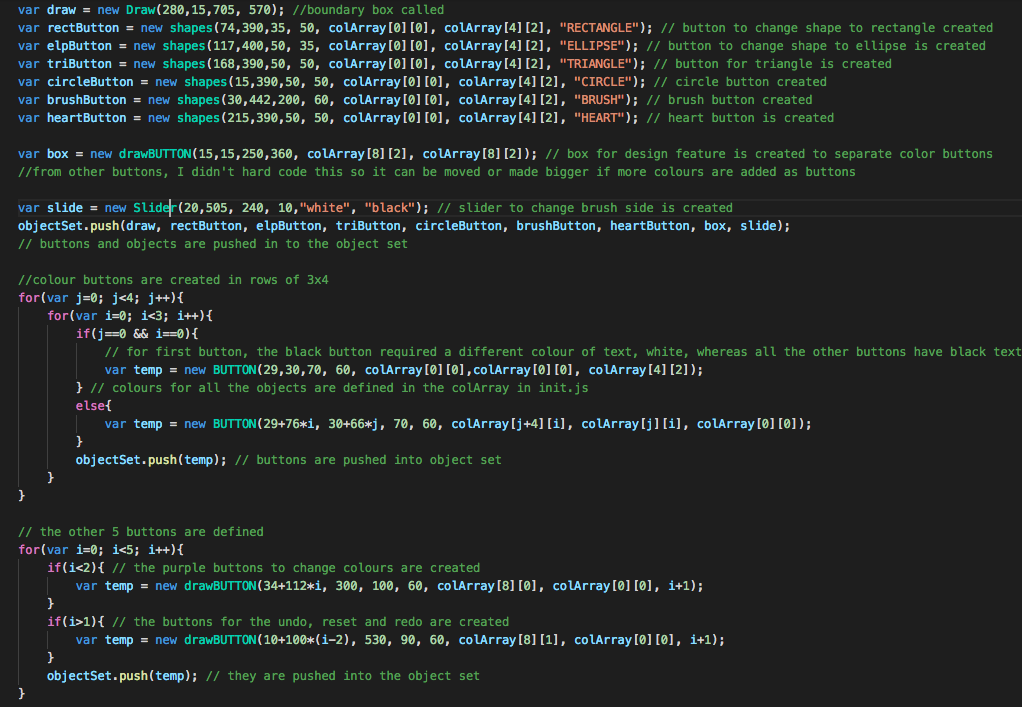 var draw = new Draw(280,15,705, 570); //boundary box called
var rectButton = new shapes(74,390,35, 50, colArray[0][0], colArray[4][2], "RECTANGLE"); // button to change shape to rectangle created
var elpButton = new shapes(117,400,50, 35, colArray[0][0], colArray[4][2], "ELLIPSE"); // button to change shape to ellipse is created
var triButton = new shapes(168,390,50, 50, colArray[0][0], colArray[4][2], "TRIANGLE"); // button for triangle is created
var circleButton = new shapes(15,390,50, 50, colArray[0][0], colArray[4][2], "CIRCLE"); // circle button created
var brushButton = new shapes(30,442,200, 60, colArray[0][0], colArray[4][2], "BRUSH"); // brush button created
var heartButton = new shapes(215,390,50, 50, colArray[0][0], colArray[4][2], "HEART"); // heart button is created
var box = new drawBUTTON(15,15,250,360, colArray[8][2], colArray[8][2]); // box for design feature is created to separate color buttons
//from other buttons, I didn't hard code this so it can be moved or made bigger if more colours are added as buttons
var slide = new Slider(20,505, 240, 10,"white", "black"); // slider to change brush side is created
objectSet.push(draw, rectButton, elpButton, triButton, circleButton, brushButton, heartButton, box, slide);
// buttons and objects are pushed in to the object set
//colour buttons are created in rows of 3x4
for(var j=0; j<4; j++){
for(var i=0; i<3; i++){
if(j==0 && i==0){
// for first button, the black button required a different colour of text, white, whereas all the other buttons have black text
var temp = new BUTTON(29,30,70, 60, colArray[0][0],colArray[0][0], colArray[4][2]);
} // colours for all the objects are defined in the colArray in init.js
else{
var temp = new BUTTON(29+76*i, 30+66*j, 70, 60, colArray[j+4][i], colArray[j][i], colArray[0][0]);
}
objectSet.push(temp); // buttons are pushed into object set
}
}
// the other 5 buttons are defined
for(var i=0; i<5; i++){
if(i<2){ // the purple buttons to change colours are created
var temp = new drawBUTTON(34+112*i, 300, 100, 60, colArray[8][0], colArray[0][0], i+1);
}
if(i>1){ // the buttons for the undo, reset and redo are created
var temp = new drawBUTTON(10+100*(i-2), 530, 90, 60, colArray[8][1], colArray[0][0], i+1);
}
objectSet.push(temp); // they are pushed into the object set
}